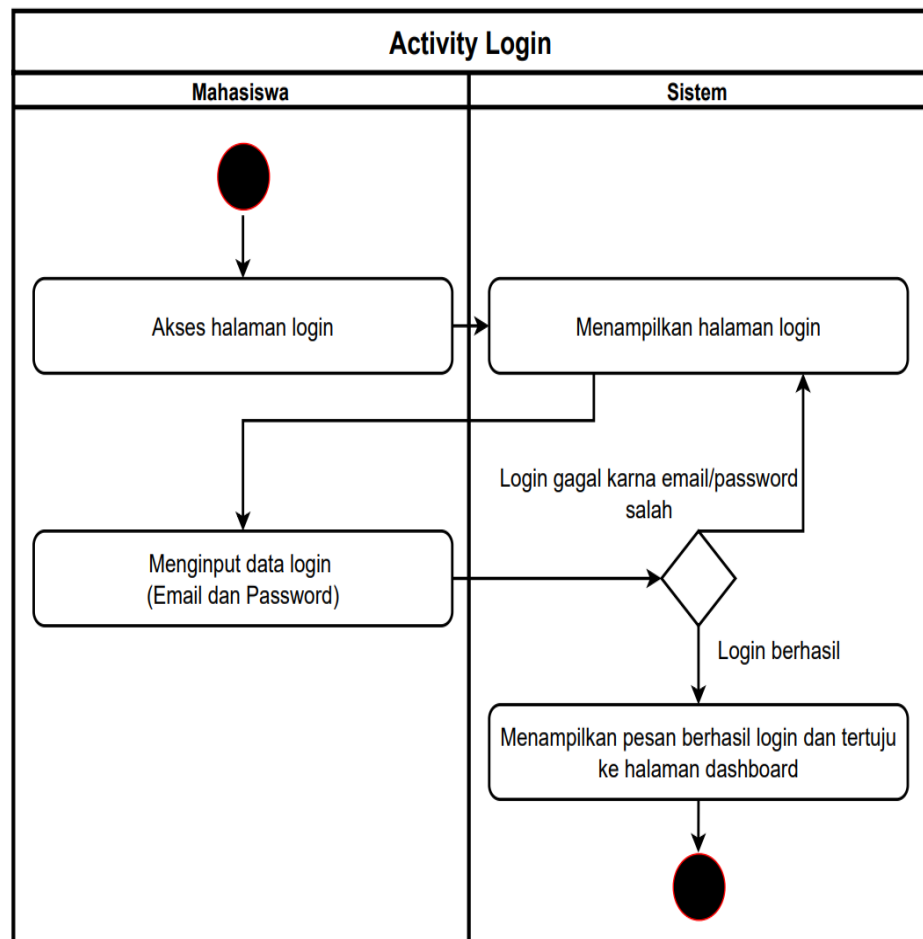 Activity Login
Mahasiswa
Sistem
Akses halaman login
Menampilkan halaman login
Login gagal karna email/password
salah
Menginput data login
(Email dan Password)
Login berhasil
Menampilkan pesan berhasil login dan tertuju
ke halaman dashboard